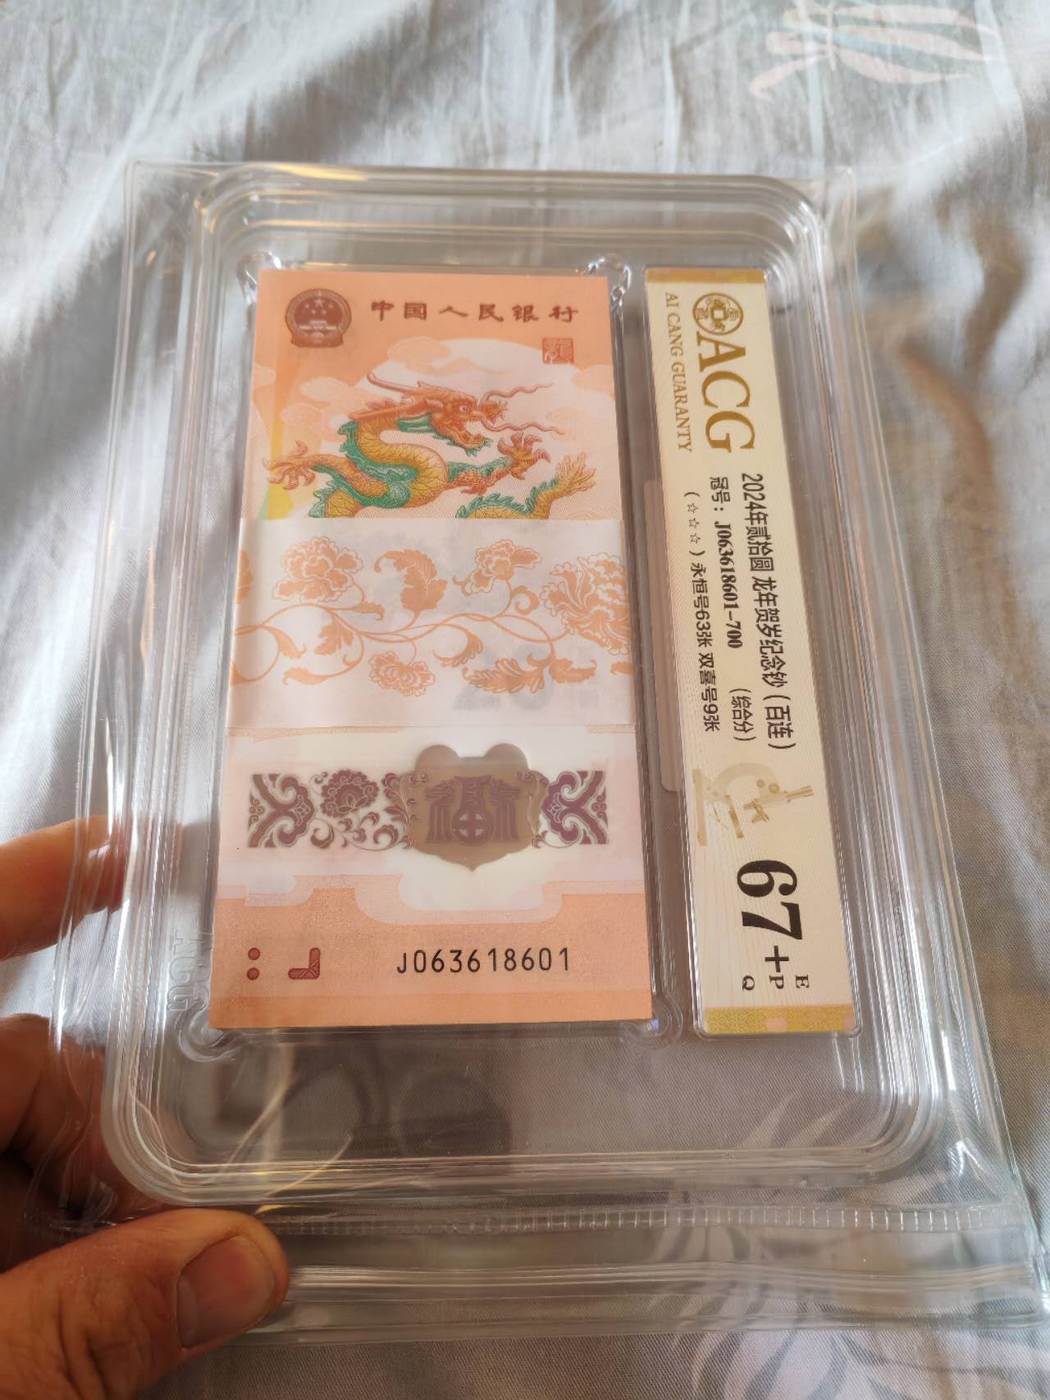 中国人民银行
福
J063618601
ACG
AI CANG GUARANTY
2024年贰拾圆 龙年贺岁纪念钞（百连）
冠号：J063618601-700 （综合分）
（☆☆☆）永恒号63张 双喜号9张
67+
E
P
Q